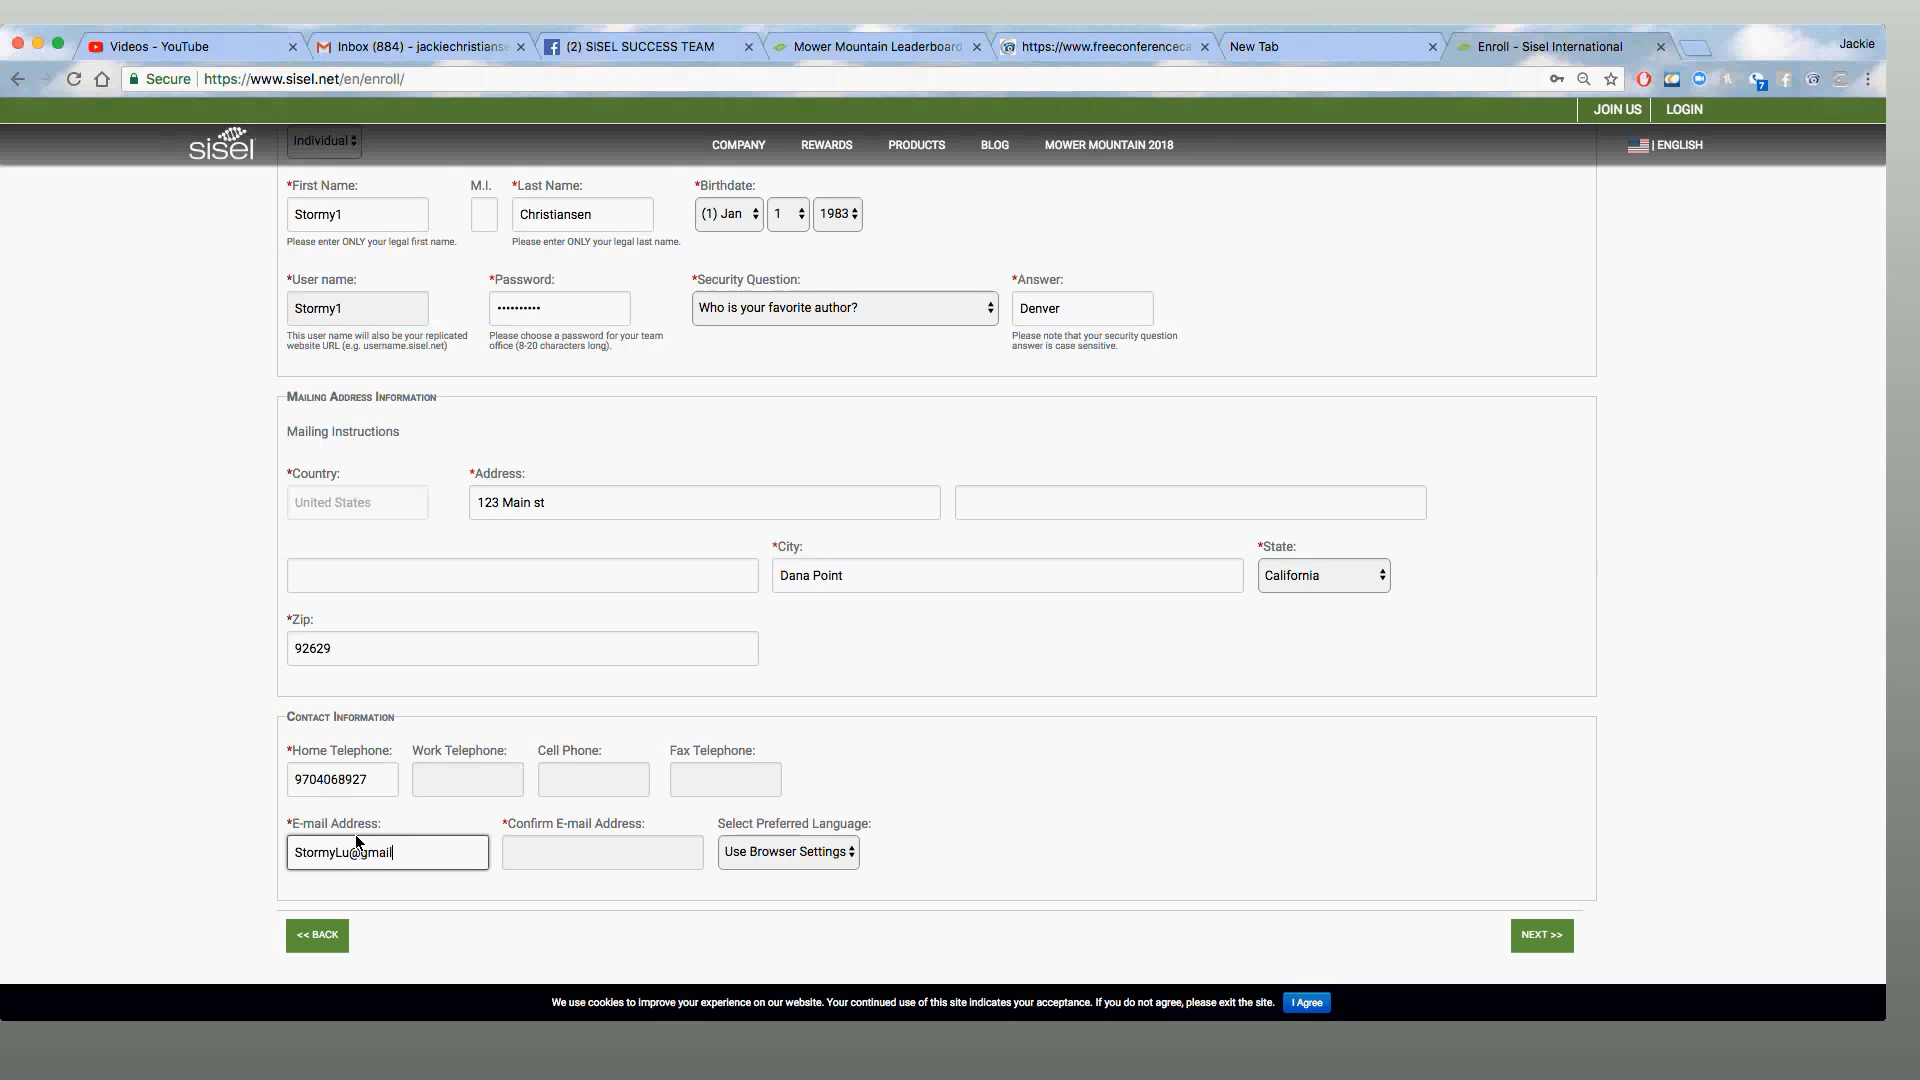 Videos - YouTube
Inbox (884) - jackiechristianse
(2) SISEL SUCCESS TEAM
Mower Mountain Leaderboard
https://www.freeconferenceca
New Tab
Enroll - Sisel International
Jackie
Secure
https://www.sisel.net/en/enroll/
7
JOIN US
LOGIN
sisel
Individual
COMPANY
REWARDS
PRODUCTS
BLOG
MOWER MOUNTAIN 2018
| ENGLISH
*First Name:
M.I.
*Last Name:
*Birthdate:
Stormy1
Christiansen
(1) Jan
1
1983
Please enter ONLY your legal first name.
Please enter ONLY your legal last name.
*User name:
*Password:
*Security Question:
*Answer:
Stormy1
••••••••••
Who is your favorite author?
Denver
This user name will also be your replicated
website URL (e.g. username.sisel.net)
Please choose a password for your team
office (8-20 characters long).
Please note that your security question
answer is case sensitive.
Mailing Address Information
Mailing Instructions
*Country:
*Address:
United States
123 Main st
*City:
*State:
Dana Point
California
*Zip:
92629
Contact Information
*Home Telephone:
Work Telephone:
Cell Phone:
Fax Telephone:
9704068927
*E-mail Address:
*Confirm E-mail Address:
Select Preferred Language:
StormyLu@gmail
Use Browser Settings
<< BACK
NEXT >>
We use cookies to improve your experience on our website. Your continued use of this site indicates your acceptance. If you do not agree, please exit the site.
I Agree